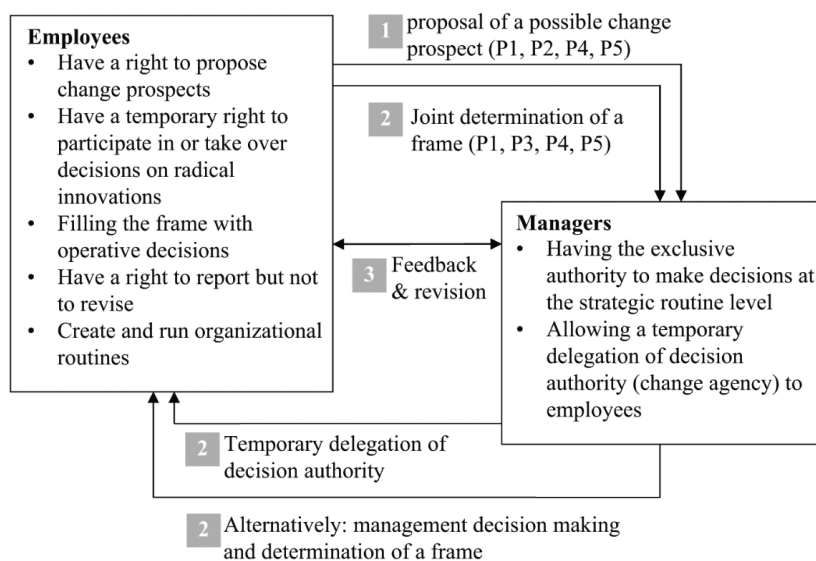 Employees
• Have a right to propose
change prospects
• Have a temporary right to
participate in or take over
decisions on radical
innovations
• Filling the frame with
operative decisions
• Have a right to report but not
to revise
• Create and run organizational
routines
1 proposal of a possible change
prospect (P1, P2, P4, P5)
2 Joint determination of a
frame (P1, P3, P4, P5)
3 Feedback
& revision
Managers
• Having the exclusive
authority to make decisions at
the strategic routine level
• Allowing a temporary
delegation of decision
authority (change agency) to
employees
2 Temporary delegation of
decision authority
2 Alternatively: management decision making
and determination of a frame